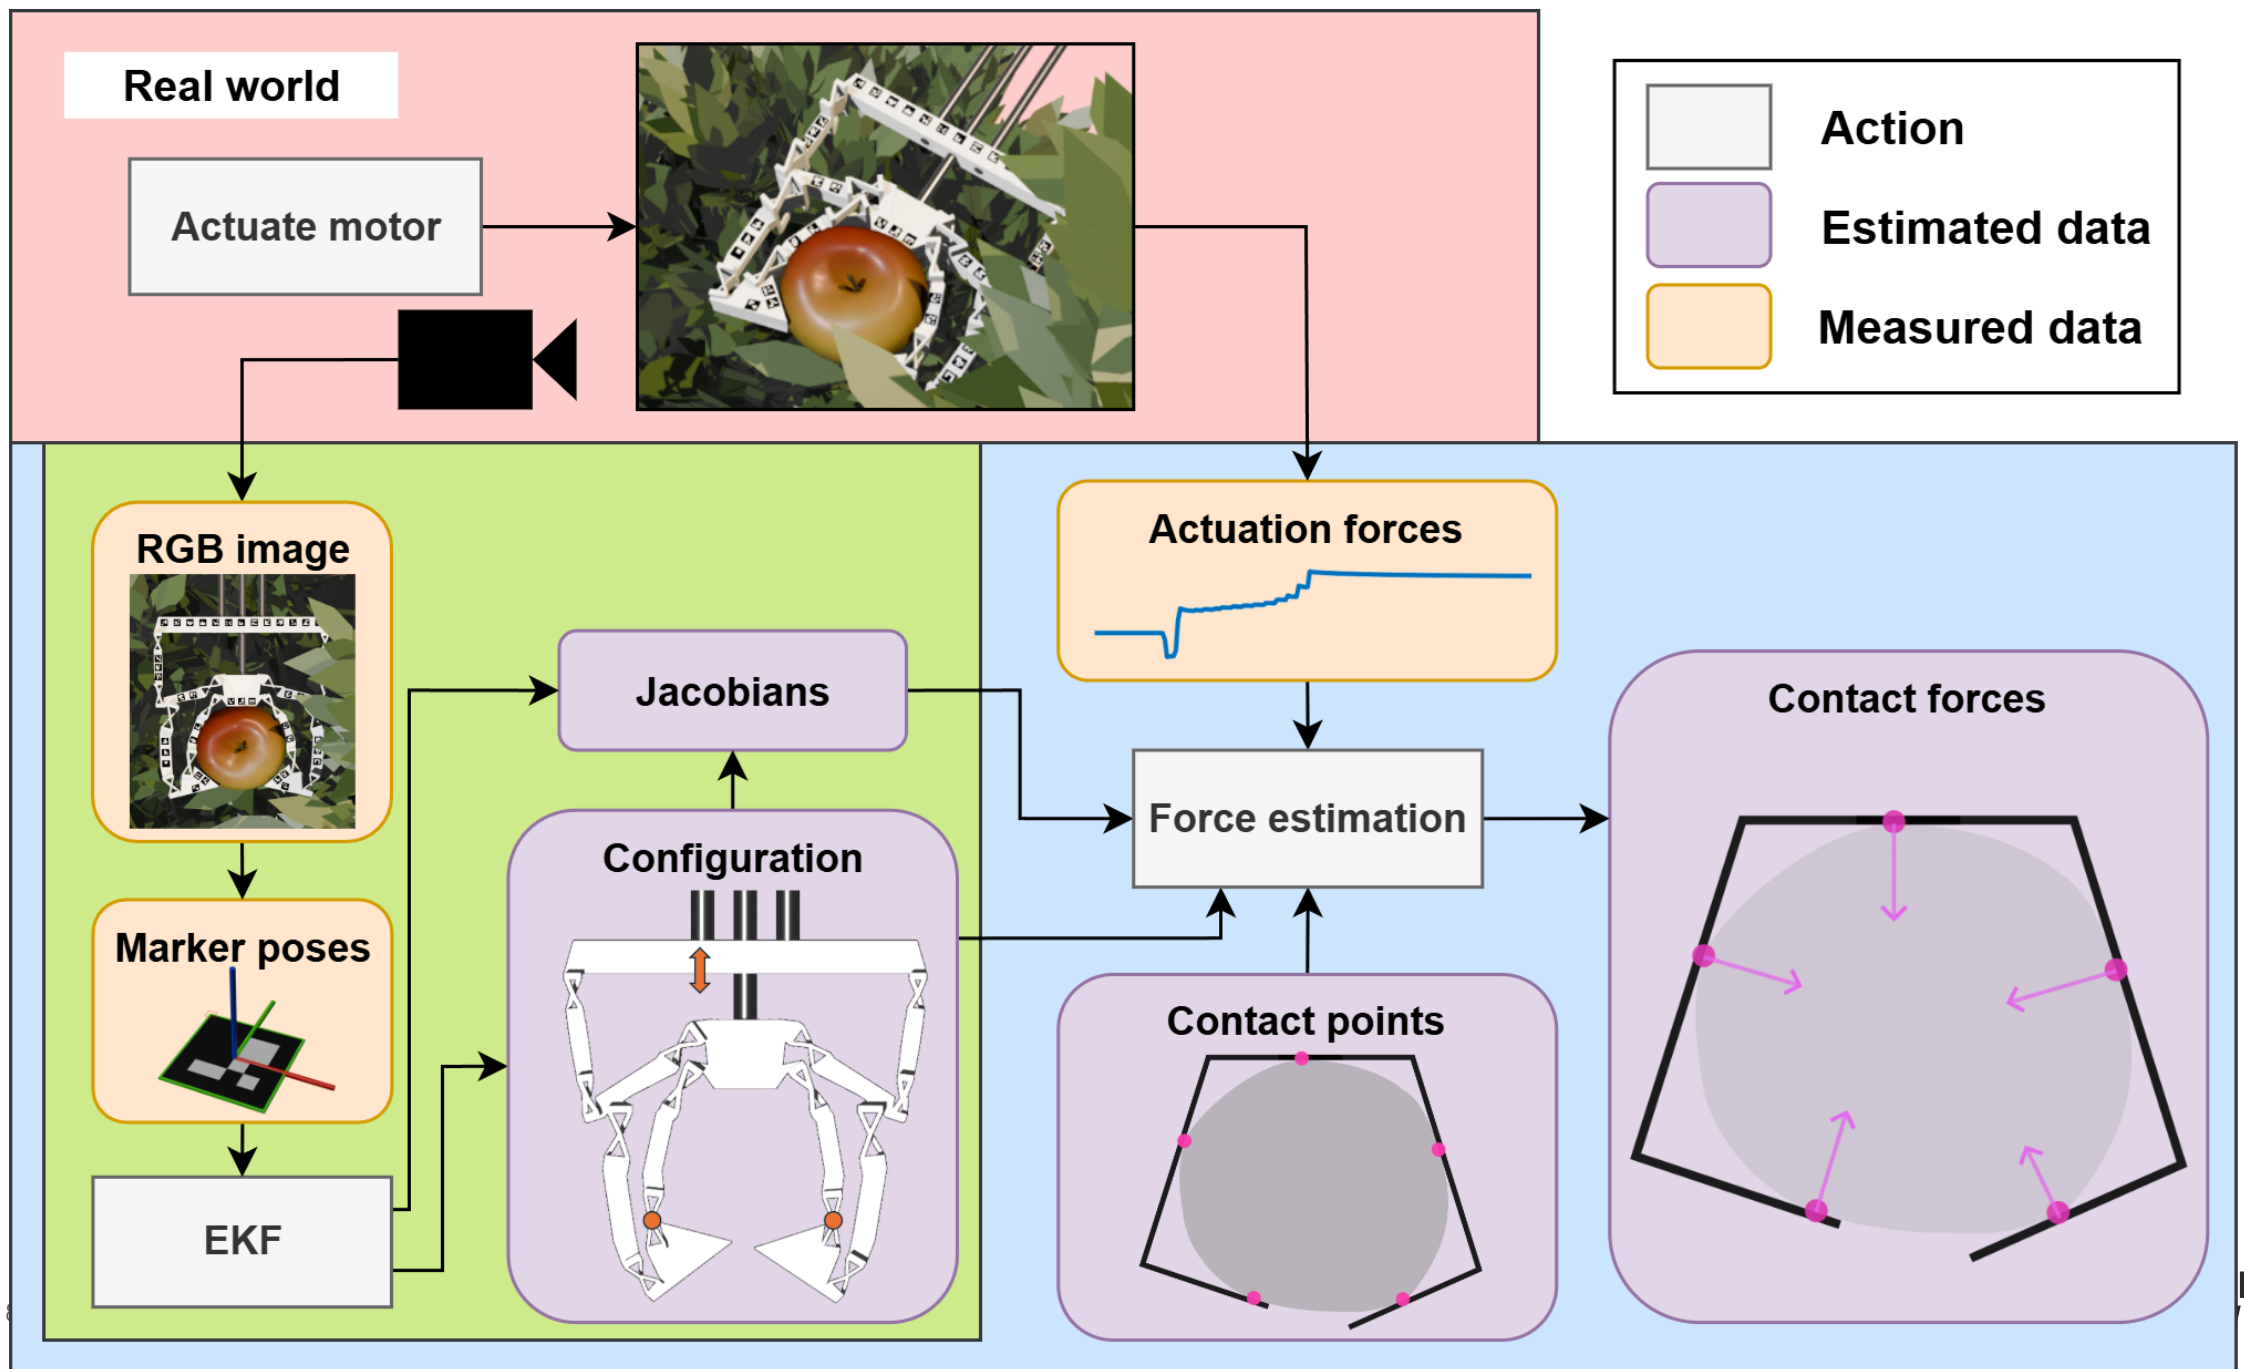 Real world
Actuate motor
Action
Estimated data
Measured data
RGB image
Actuation forces
Jacobians
Contact forces
Force estimation
Configuration
Marker poses
Contact points
EKF